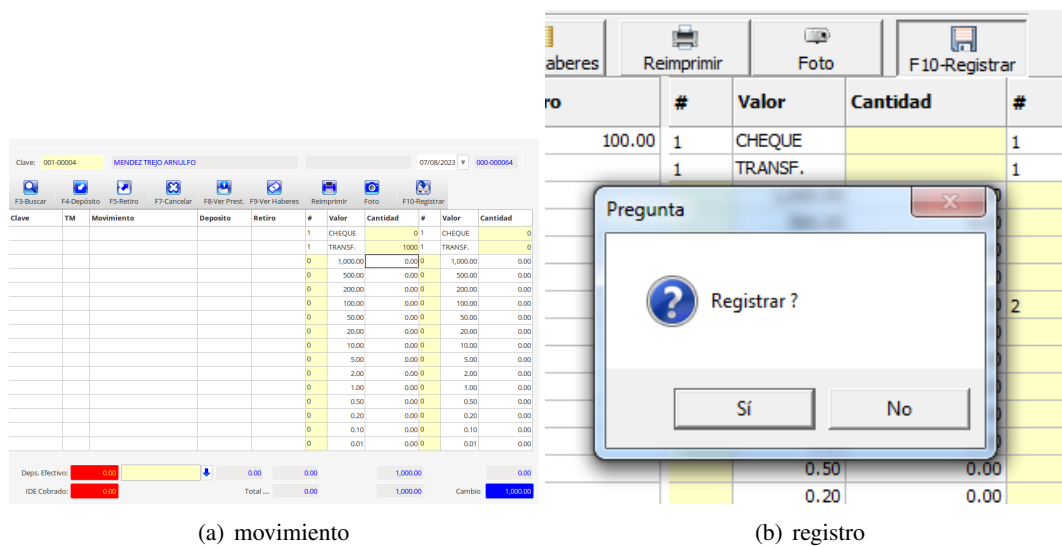 Clave: 001-00004 MENDEZ TREJO ARNULFO 07/08/2023 000-000064
F3-Buscar F4-Depósito F5-Retiro F7-Cancelar F8-Ver Prest. F9-Ver Haberes Reimprimir Foto F10-Registrar
Clave TM Movimiento Deposito Retiro # Valor Cantidad # Valor Cantidad
1 CHEQUE 0 1 CHEQUE 0
1 TRANSF. 1000 1 TRANSF. 0
0 1,000.00 0.00 0 1,000.00 0.00
0 500.00 0.00 0 500.00 0.00
0 200.00 0.00 0 200.00 0.00
0 100.00 0.00 0 100.00 0.00
0 50.00 0.00 0 50.00 0.00
0 20.00 0.00 0 20.00 0.00
0 10.00 0.00 0 10.00 0.00
0 5.00 0.00 0 5.00 0.00
0 2.00 0.00 0 2.00 0.00
0 1.00 0.00 0 1.00 0.00
0 0.50 0.00 0 0.50 0.00
0 0.20 0.00 0 0.20 0.00
0 0.10 0.00 0 0.10 0.00
0 0.01 0.00 0 0.01 0.00
Deps. Efectivo: 0.00 0.00 0.00 1,000.00 0.00
IDE Cobrado: 0.00 Total .... 0.00 1,000.00 Cambio 1,000.00
(a) movimiento
aberes Reimprimir Foto F10-Registrar
ro # Valor Cantidad #
100.00 1 CHEQUE 1
1 TRANSF. 1
Pregunta
Registrar ?
2
Sí No
0.50 0.00
0.20 0.00
(b) registro